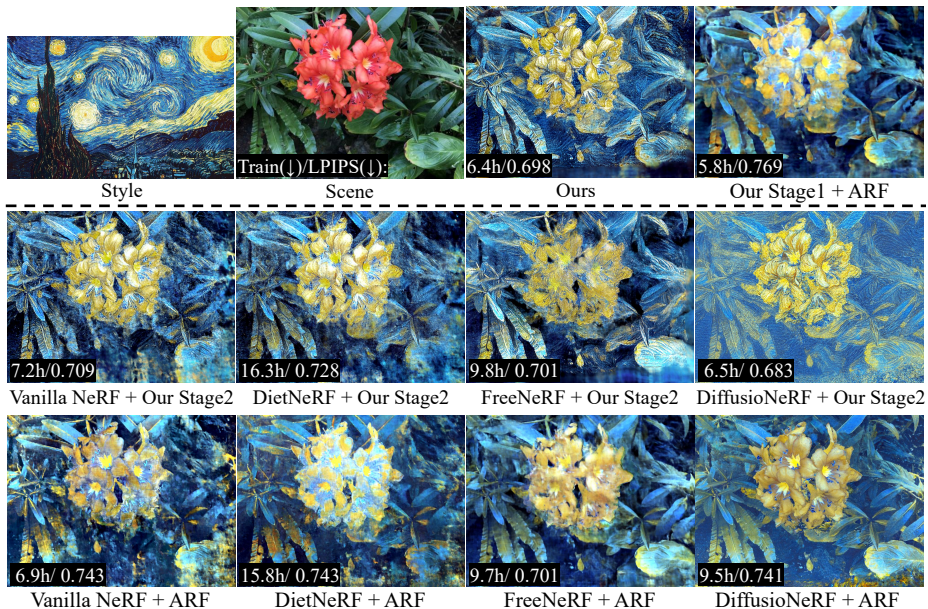 Train(↓)/LPIPS(↓):
6.4h/0.698
5.8h/0.769
Style
Scene
Ours
Our Stage1 + ARF
7.2h/0.709
16.3h/ 0.728
9.8h/ 0.701
6.5h/ 0.683
Vanilla NeRF + Our Stage2
DietNeRF + Our Stage2
FreeNeRF + Our Stage2
DiffusioNeRF + Our Stage2
6.9h/ 0.743
15.8h/ 0.743
9.7h/ 0.701
9.5h/0.741
Vanilla NeRF + ARF
DietNeRF + ARF
FreeNeRF + ARF
DiffusioNeRF + ARF